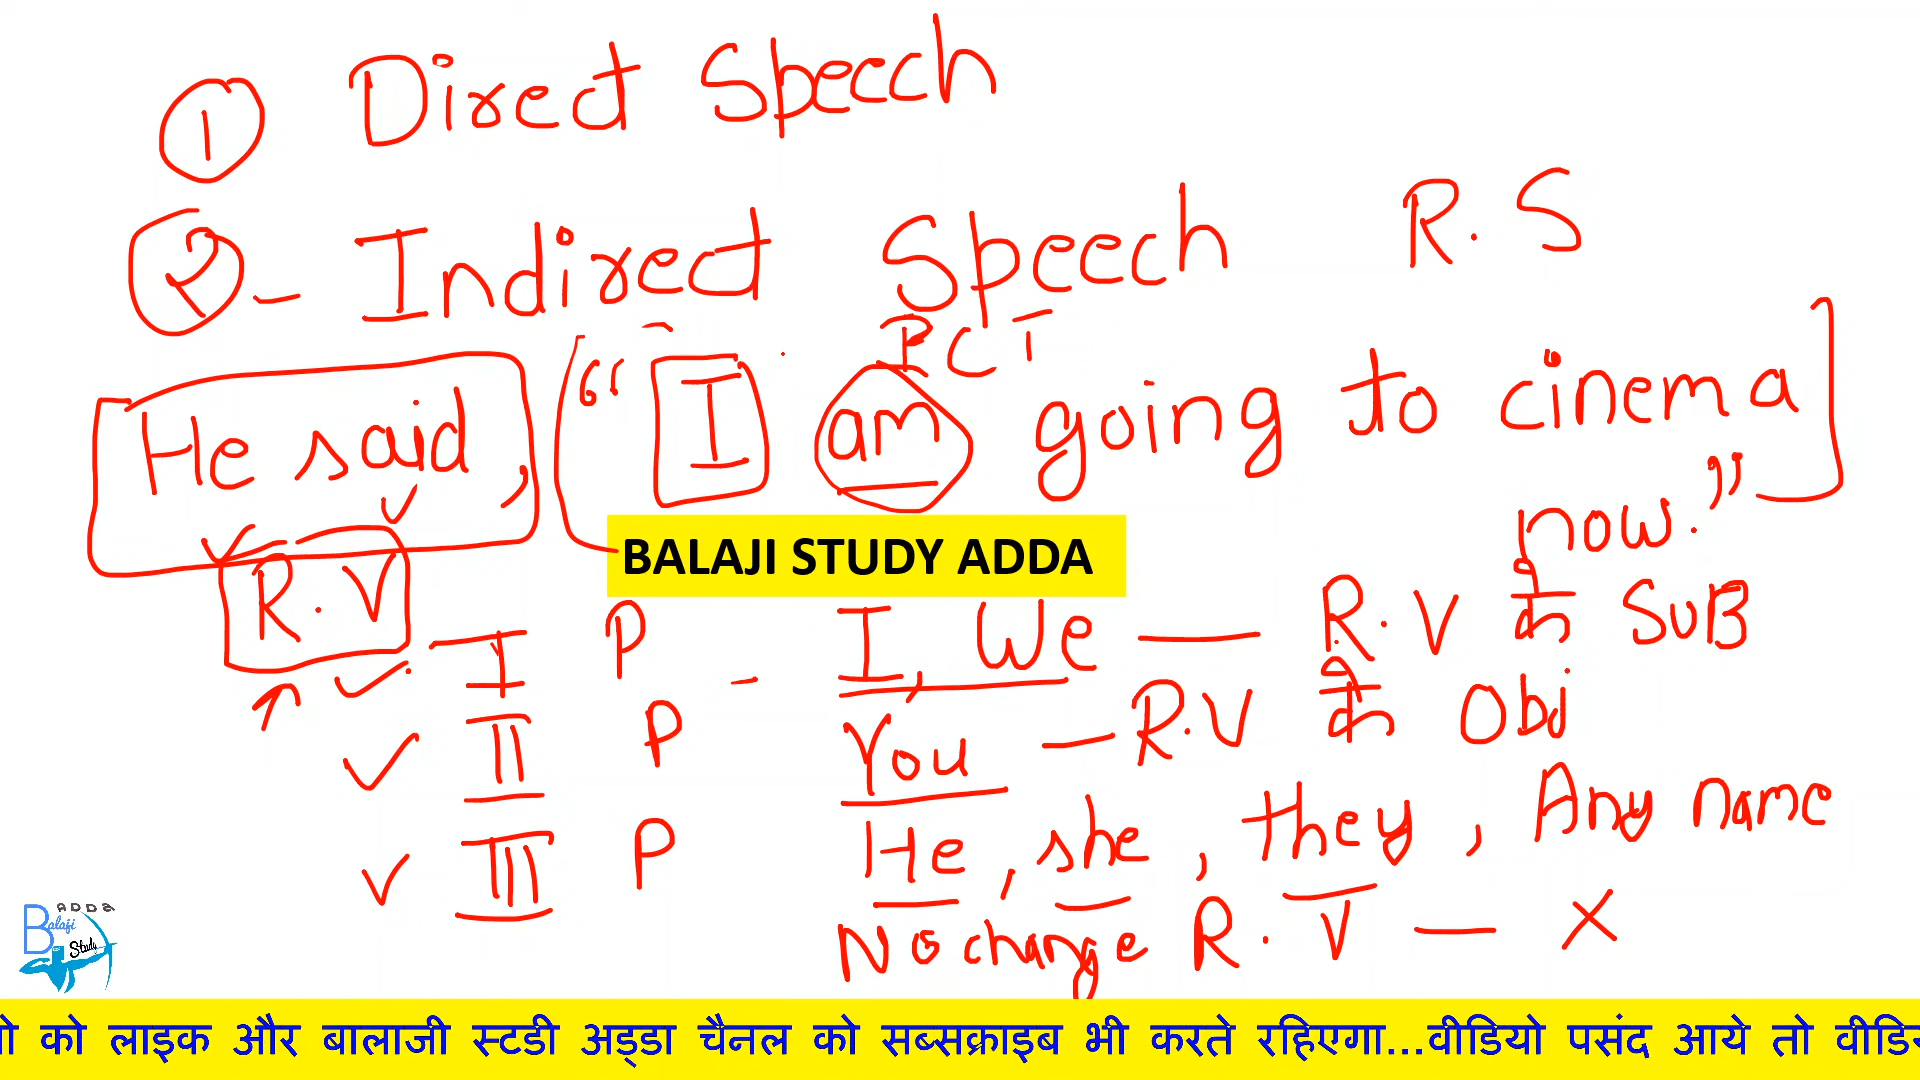 1 Direct Speech
2 - Indirect Speech R.S
PCT
He said, “ I am going to cinema
now.”
BALAJI STUDY ADDA
R.V
I P - I, We — R.V के SUB
II P You — R.V के Obj
III P He, she, they, Any name
No change R.V — X
ADDA
Balaji
Study
ो को लाइक और बालाजी स्टडी अड्डा चैनल को सब्सक्राइब भी करते रहिएगा...वीडियो पसंद आये तो वीडि